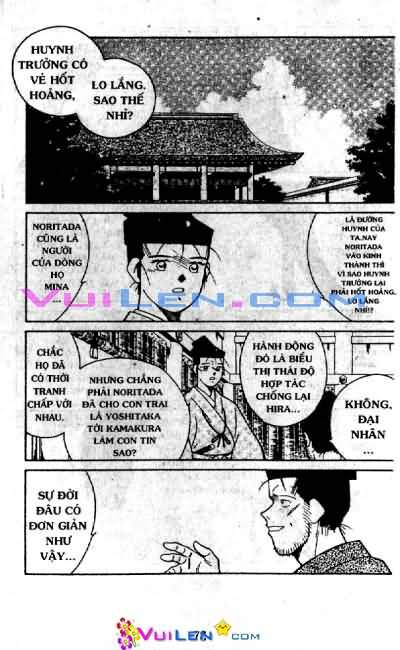 HUYNH
TRƯỞNG CÓ
VẺ HỐT
HOẢNG,
LO LẮNG.
SAO THẾ
NHỈ?
NORITADA
CŨNG LÀ
NGƯỜI
CỦA DÒNG
HỌ
MINA
...
LÀ ĐƯỜNG
HUYNH CỦA
TA.NAY
NORITADA
VÀO KINH
THÀNH THÌ
VÌ SAO HUYNH
TRƯỞNG LẠI
PHẢI HỐT HOẢNG.
LO LẮNG
NHỈ!?
VUILEN.COM
CHẮC
HỌ ĐÃ
CÓ THỜI
TRANH
CHẤP VỚI
NHAU.
NHƯNG CHẲNG
PHẢI NORITADA
ĐÃ CHO CON TRAI
LÀ YOSHITAKA
TỚI KAMAKURA
LÀM CON TIN
SAO?
HÀNH ĐỘNG
ĐÓ LÀ BIỂU
THỊ THÁI ĐỘ
HỢP TÁC
CHỐNG LẠI
HIRA...
KHÔNG,
ĐẠI
NHÂN
...
SỰ ĐỜI
ĐÂU CÓ
ĐƠN GIẢN
NHƯ
VẬY...
VUILEN
.COM